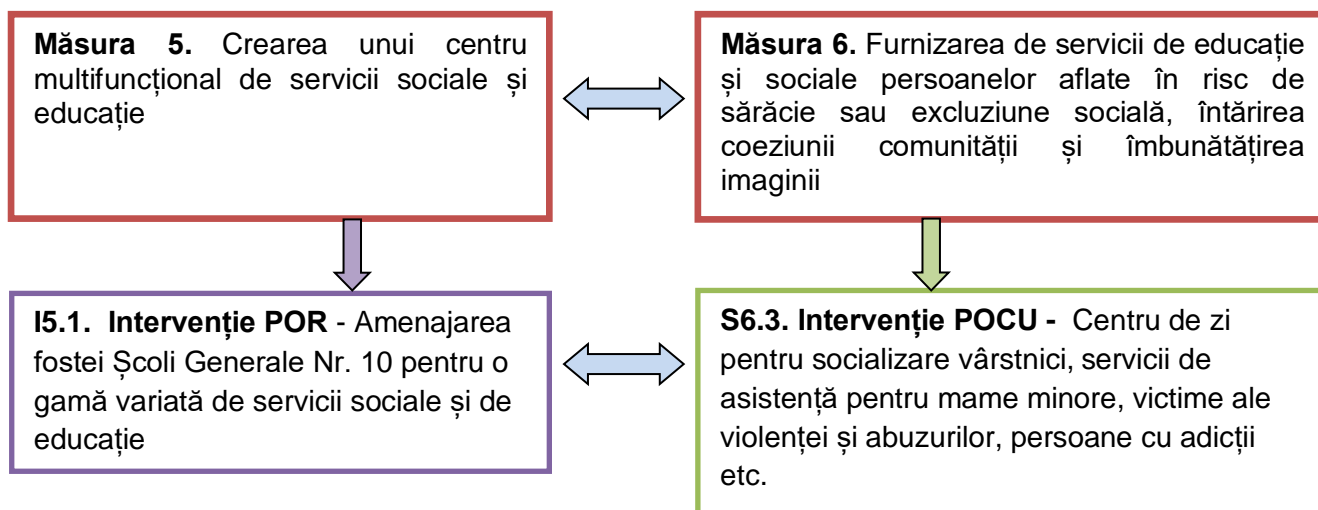 Măsura 5. Crearea unui centru
multifuncțional de servicii sociale și
educație
Măsura 6. Furnizarea de servicii de educație
și sociale persoanelor aflate în risc de
sărăcie sau excluziune socială, întărirea
coeziunii comunității și îmbunătățirea
imaginii
I5.1. Intervenție POR - Amenajarea
fostei Școli Generale Nr. 10 pentru o
gamă variată de servicii sociale și de
educație
S6.3. Intervenție POCU - Centru de zi
pentru socializare vârstnici, servicii de
asistență pentru mame minore, victime ale
violenței și abuzurilor, persoane cu adicții
etc.